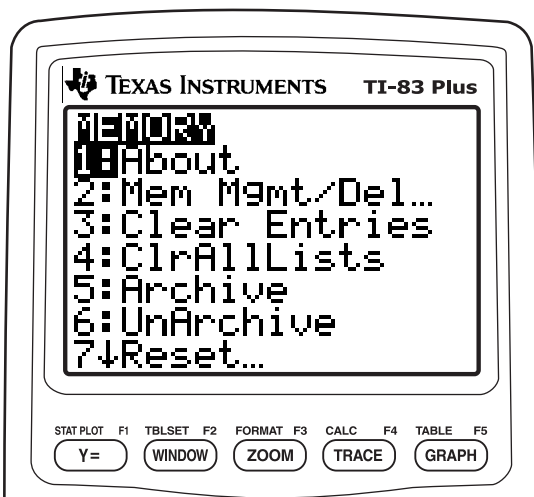 TEXAS INSTRUMENTS TI-83 Plus
MEMORY
1:About
2:Mem Mgmt/Del…
3:Clear Entries
4:ClrAllLists
5:Archive
6:UnArchive
7↓Reset…
STAT PLOT F1 TBLSET F2 FORMAT F3 CALC F4 TABLE F5
Y= WINDOW ZOOM TRACE GRAPH